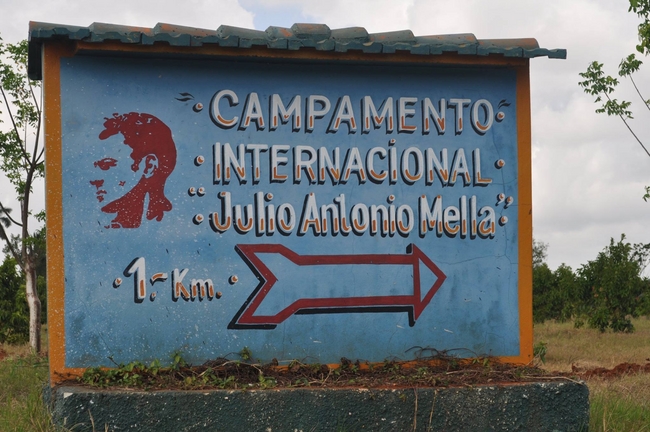 CAMPAMENTO
INTERNACIONAL
"Julio Antonio Mella"
1.- Km.